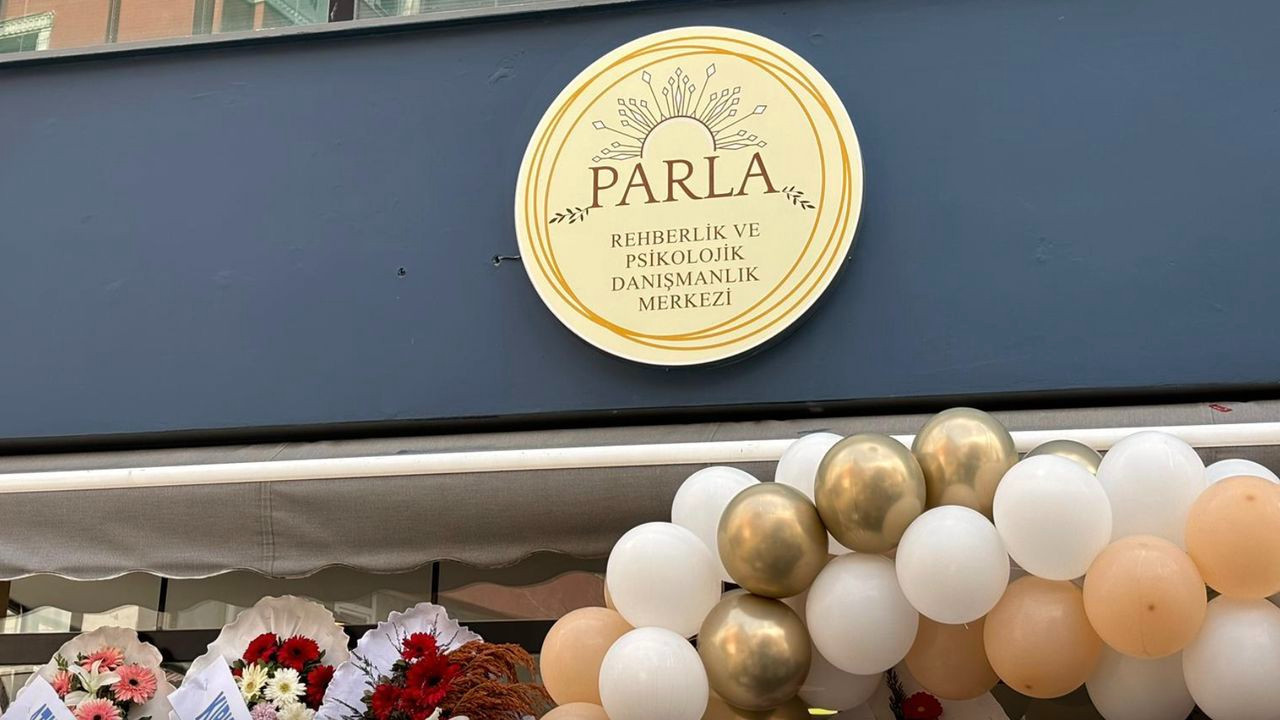 PARLA
REHBERLİK VE
PSİKOLOJİK
DANIŞMANLIK
MERKEZİ